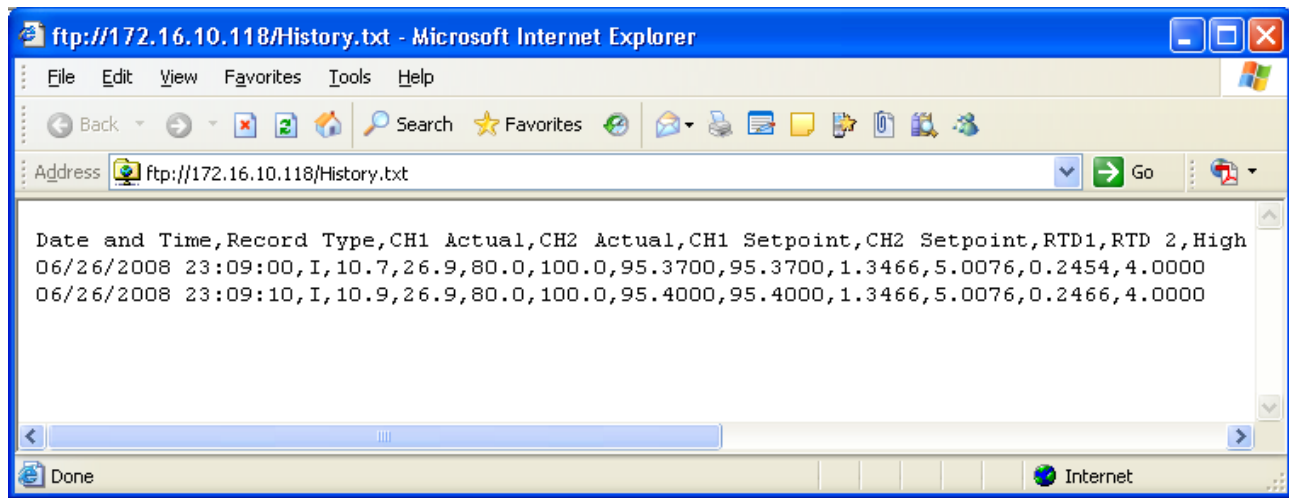 ftp://172.16.10.118/History.txt - Microsoft Internet Explorer
File Edit View Favorites Tools Help
Back Search Favorites
Address ftp://172.16.10.118/History.txt Go
Date and Time,Record Type,CH1 Actual,CH2 Actual,CH1 Setpoint,CH2 Setpoint,RTD1,RTD 2,High
06/26/2008 23:09:00,I,10.7,26.9,80.0,100.0,95.3700,95.3700,1.3466,5.0076,0.2454,4.0000
06/26/2008 23:09:10,I,10.9,26.9,80.0,100.0,95.4000,95.4000,1.3466,5.0076,0.2466,4.0000
Done Internet